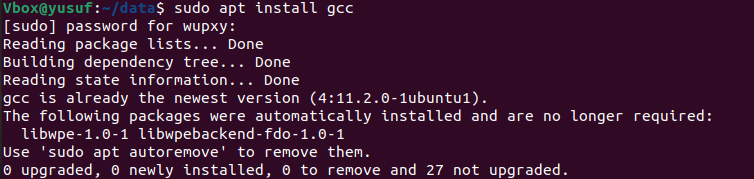 Vbox@yusuf:~/data$ sudo apt install gcc
[sudo] password for wupxy:
Reading package lists... Done
Building dependency tree... Done
Reading state information... Done
gcc is already the newest version (4:11.2.0-1ubuntu1).
The following packages were automatically installed and are no longer required:
  libwpe-1.0-1 libwpebackend-fdo-1.0-1
Use 'sudo apt autoremove' to remove them.
0 upgraded, 0 newly installed, 0 to remove and 27 not upgraded.